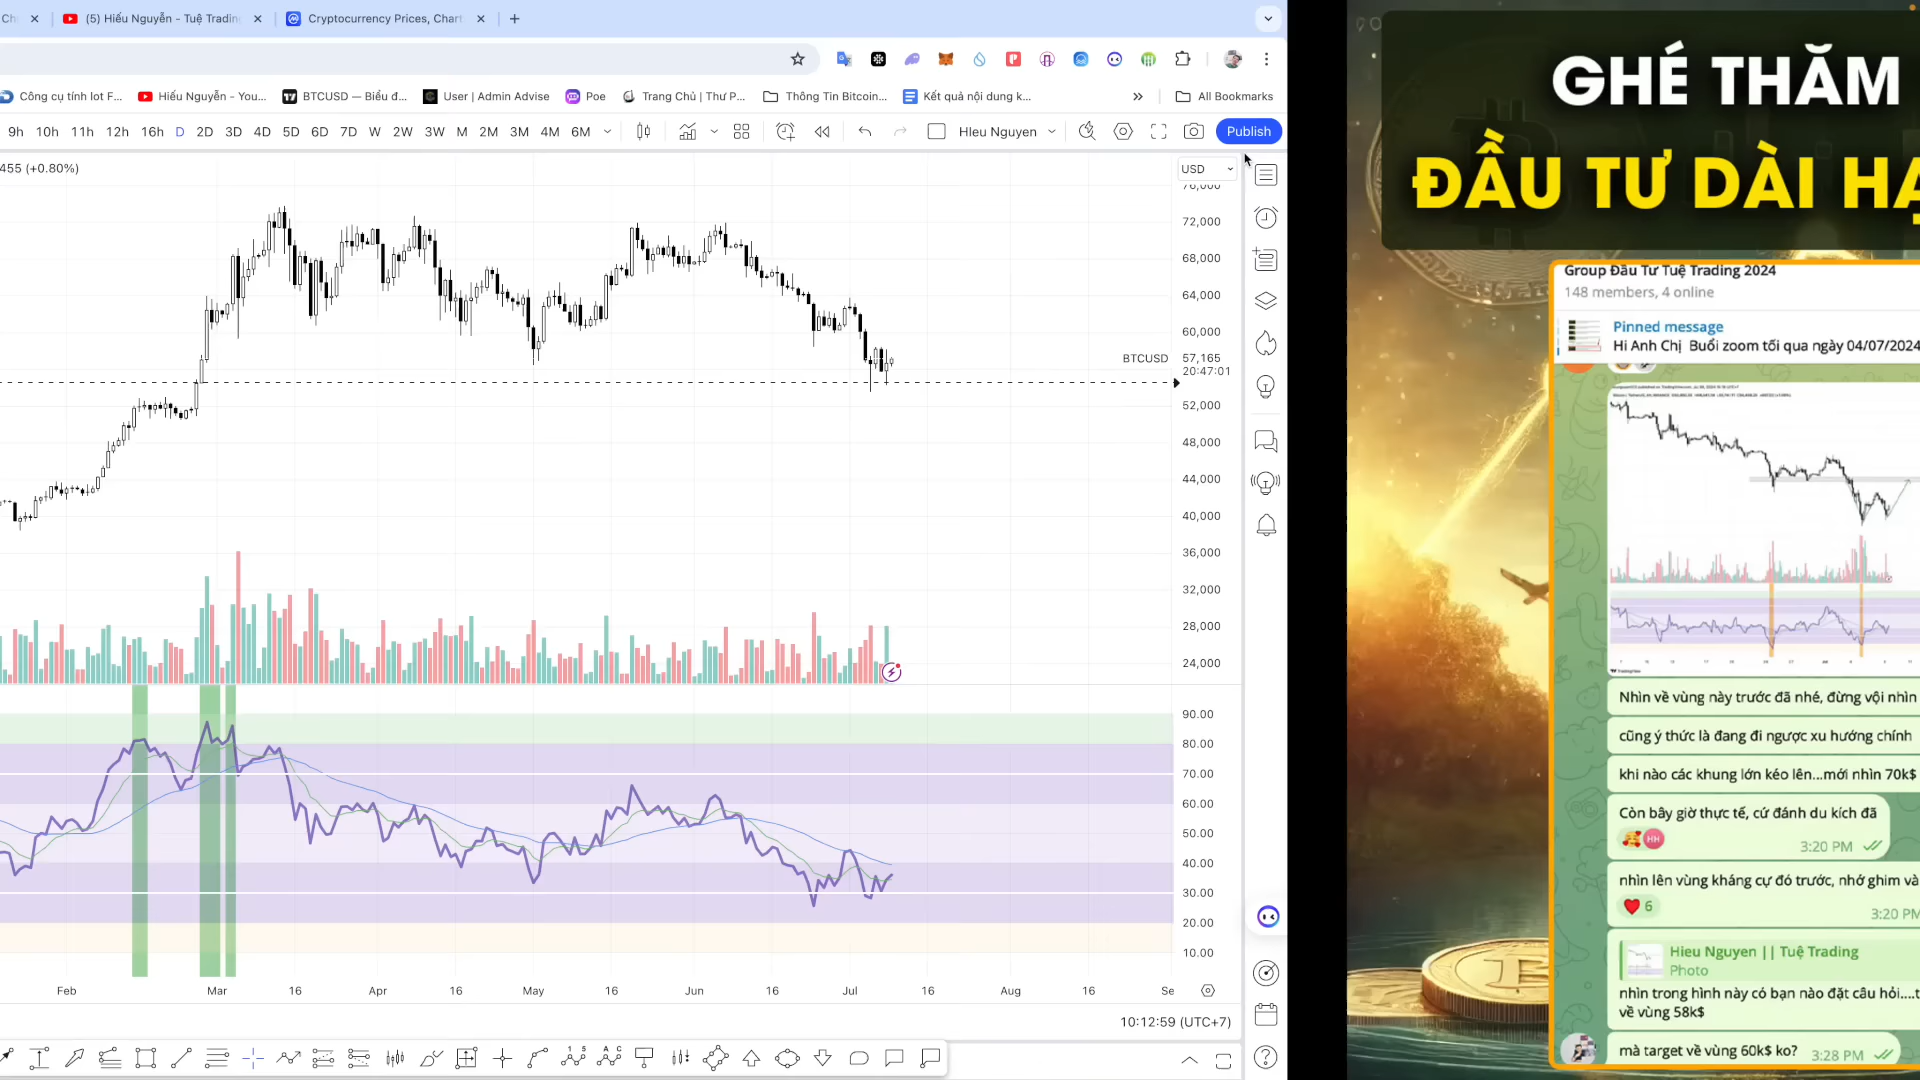 (5) Hiếu Nguyễn - Tuệ Tradin
Cryptocurrency Prices, Char
Công cụ tính lot F...
Hiếu Nguyễn - You...
BTCUSD — Biểu đ...
User | Admin Advise
Poe
Trang Chủ | Thư P...
Thông Tin Bitcoin...
Kết quả nội dung k...
All Bookmarks
9h 10h 11h 12h 16h D 2D 3D 4D 5D 6D 7D W 2W 3W M 2M 3M 4M 6M
HIeu Nguyen
Publish
455 (+0.80%)
USD
76,000
72,000
68,000
64,000
60,000
BTCUSD 57,165
20:47:01
52,000
48,000
44,000
40,000
36,000
32,000
28,000
24,000
90.00
80.00
70.00
60.00
50.00
40.00
30.00
20.00
10.00
Feb Mar 16 Apr 16 May 16 Jun 16 Jul 16 Aug 16 Se
10:12:59 (UTC+7)
GHÉ THĂM
ĐẦU TƯ DÀI HẠ
Group Đầu Tư Tuệ Trading 2024
148 members, 4 online
Pinned message
Hi Anh Chị Buổi zoom tối qua ngày 04/07/2024
Nhìn về vùng này trước đã nhé, đừng vội nhìn
cũng ý thức là đang đi ngược xu hướng chính
khi nào các khung lớn kéo lên...mới nhìn 70k$
Còn bây giờ thực tế, cứ đánh du kích đã
HH
3:20 PM
nhìn lên vùng kháng cự đó trước, nhớ ghim và
6
3:20 PM
Hieu Nguyen || Tuệ Trading
Photo
nhìn trong hình này có bạn nào đặt câu hỏi....t
về vùng 58k$
mà target về vùng 60k$ ko?
3:28 PM